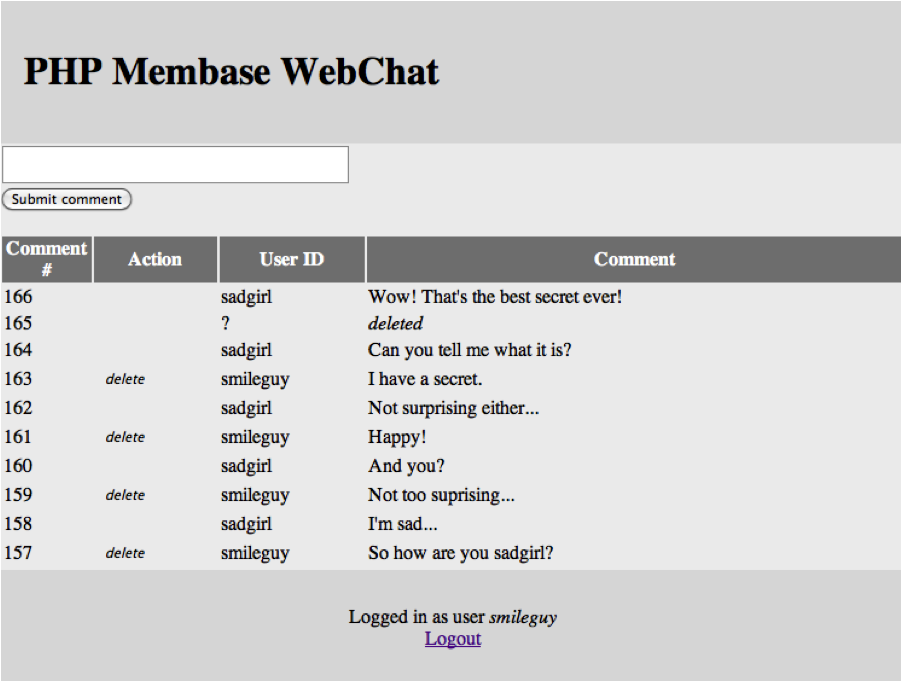 PHP Membase WebChat
Submit comment
Comment # Action User ID Comment
166 sadgirl Wow! That's the best secret ever!
165 ? deleted
164 sadgirl Can you tell me what it is?
163 delete smileguy I have a secret.
162 sadgirl Not surprising either...
161 delete smileguy Happy!
160 sadgirl And you?
159 delete smileguy Not too suprising...
158 sadgirl I'm sad...
157 delete smileguy So how are you sadgirl?
Logged in as user smileguy
Logout